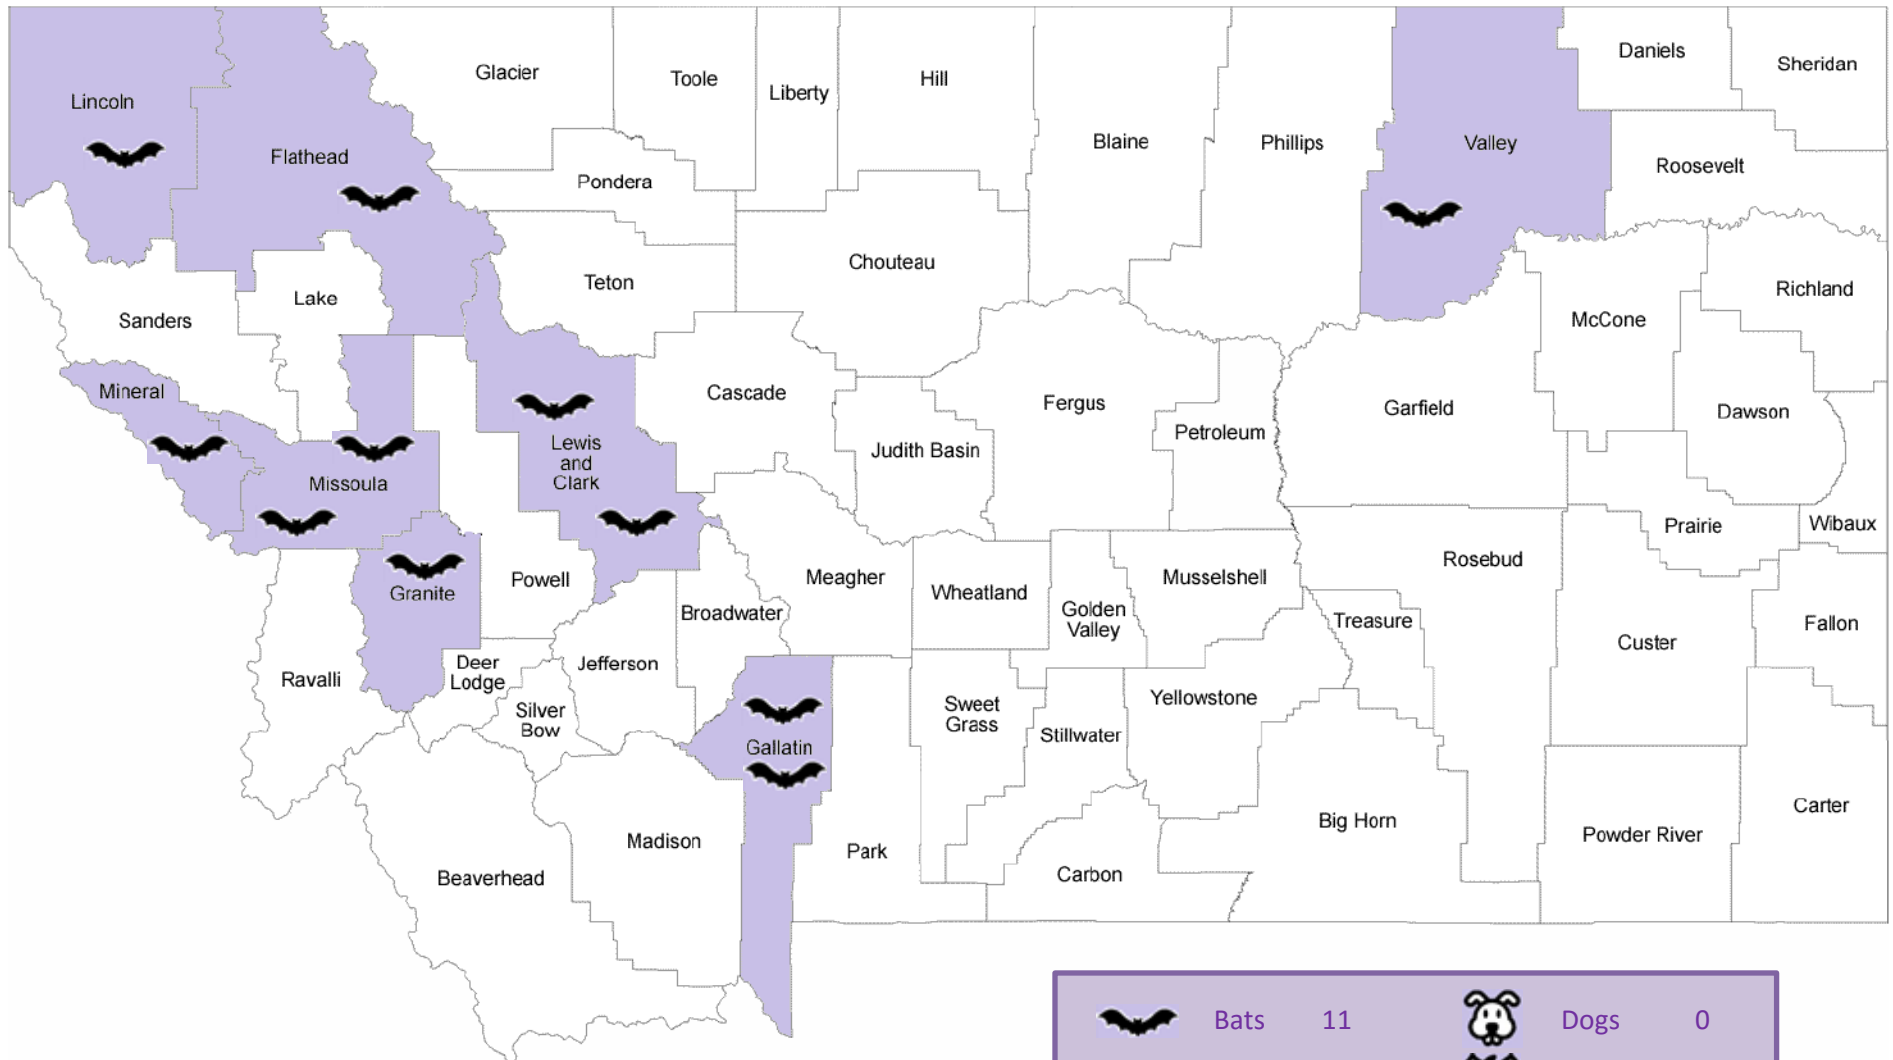 Glacier
Toole
Liberty
Hill
Daniels
Sheridan
Lincoln
Flathead
Pondera
Blaine
Phillips
Valley
Roosevelt
Teton
Chouteau
Lake
Sanders
Richland
McCone
Mineral
Cascade
Fergus
Garfield
Dawson
Judith Basin
Petroleum
Lewis
and
Clark
Missoula
Prairie
Wibaux
Rosebud
Powell
Granite
Meagher
Wheatland
Musselshell
Broadwater
Golden
Valley
Treasure
Fallon
Custer
Ravalli
Deer
Lodge
Jefferson
Silver
Bow
Sweet
Grass
Yellowstone
Stillwater
Gallatin
Carter
Madison
Big Horn
Powder River
Park
Carbon
Beaverhead
Bats 11 Dogs 0